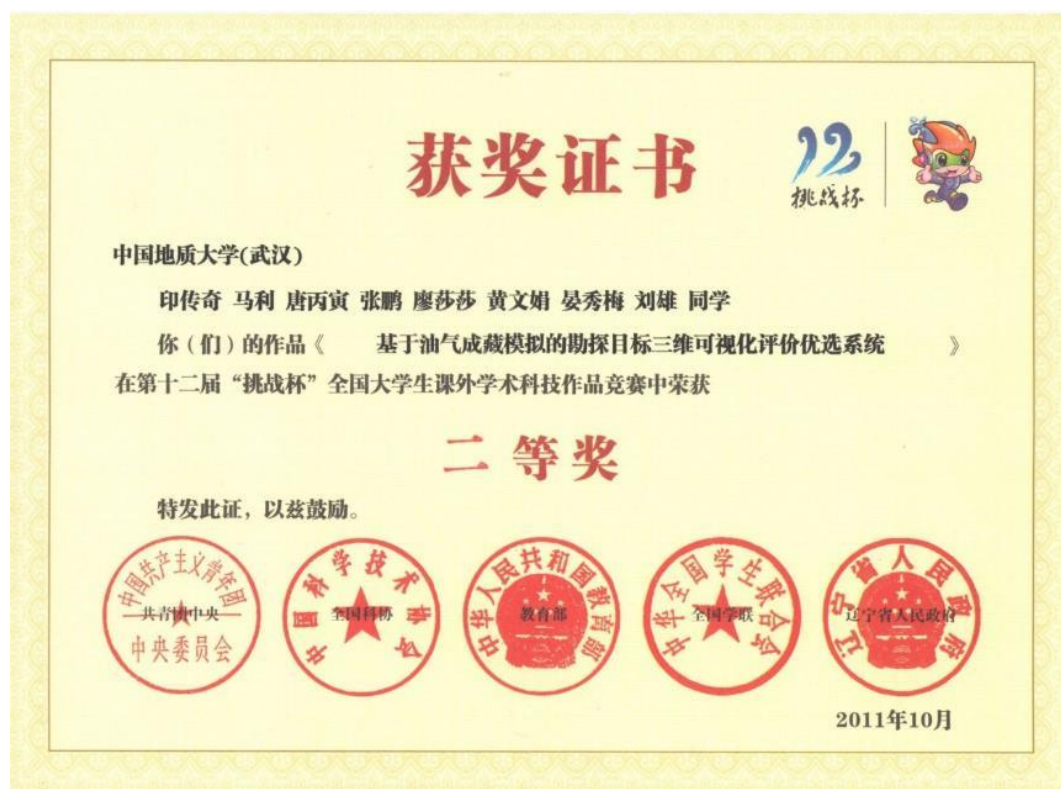 获奖证书
12
挑战杯
中国地质大学(武汉)
印传奇 马利 唐丙寅 张鹏 廖莎莎 黄文娟 晏秀梅 刘雄 同学
你(们)的作品《 基于油气成藏模拟的勘探目标三维可视化评价优选系统 》
在第十二届“挑战杯”全国大学生课外学术科技作品竞赛中荣获
二等奖
特发此证，以兹鼓励。
中国共产主义青年团
共青团中央
中央委员会
中国科学技术协会
全国科协
中华人民共和国教育部
教育部
中华全国学生联合会
全国学联
辽宁省人民政府
辽宁省人民政府
2011年10月